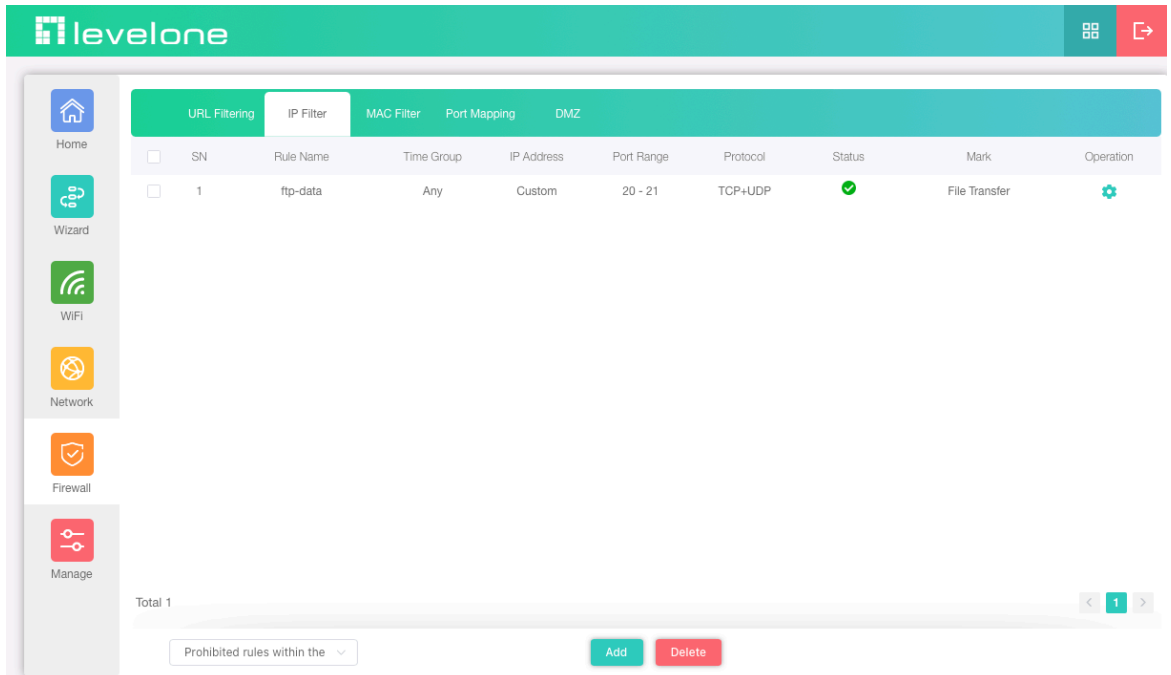 levelone
Home
Wizard
WiFi
Network
Firewall
Manage
URL Filtering IP Filter MAC Filter Port Mapping DMZ
SN Rule Name Time Group IP Address Port Range Protocol Status Mark Operation
1 ftp-data Any Custom 20 - 21 TCP+UDP File Transfer
Total 1
< 1 >
Prohibited rules within the
Add Delete